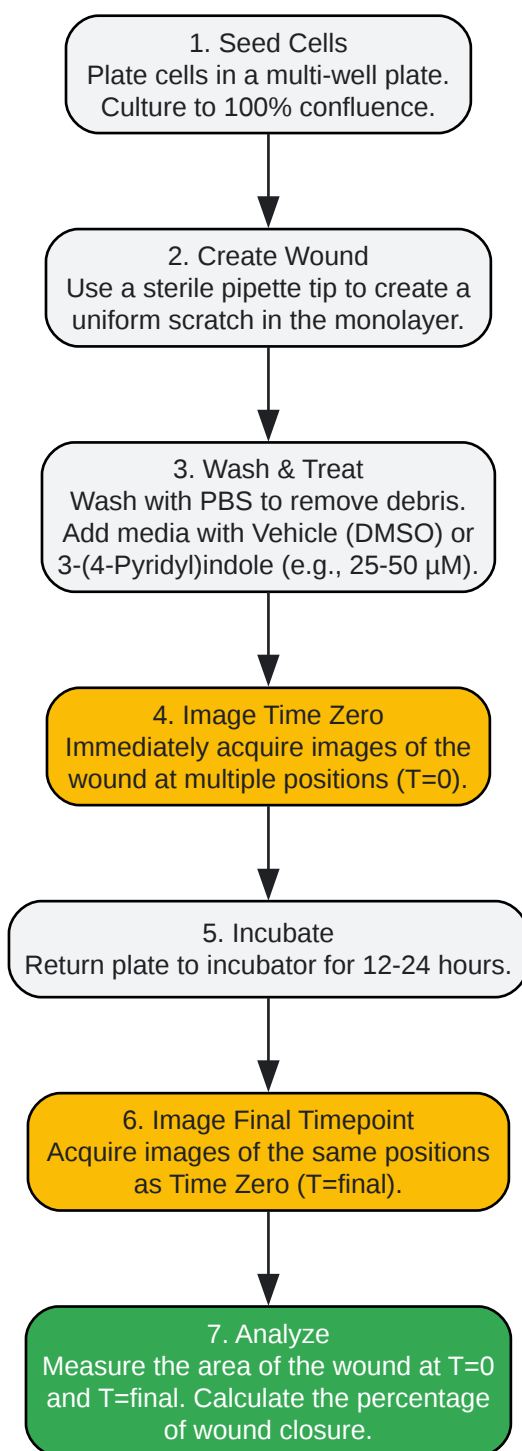 1. Seed Cells
Plate cells in a multi-well plate.
Culture to 100% confluence.
2. Create Wound
Use a sterile pipette tip to create a
uniform scratch in the monolayer.
3. Wash & Treat
Wash with PBS to remove debris.
Add media with Vehicle (DMSO) or
3-(4-Pyridyl)indole (e.g., 25-50 µM).
4. Image Time Zero
Immediately acquire images of the
wound at multiple positions (T=0).
5. Incubate
Return plate to incubator for 12-24 hours.
6. Image Final Timepoint
Acquire images of the same positions
as Time Zero (T=final).
7. Analyze
Measure the area of the wound at T=0
and T=final. Calculate the percentage
of wound closure.